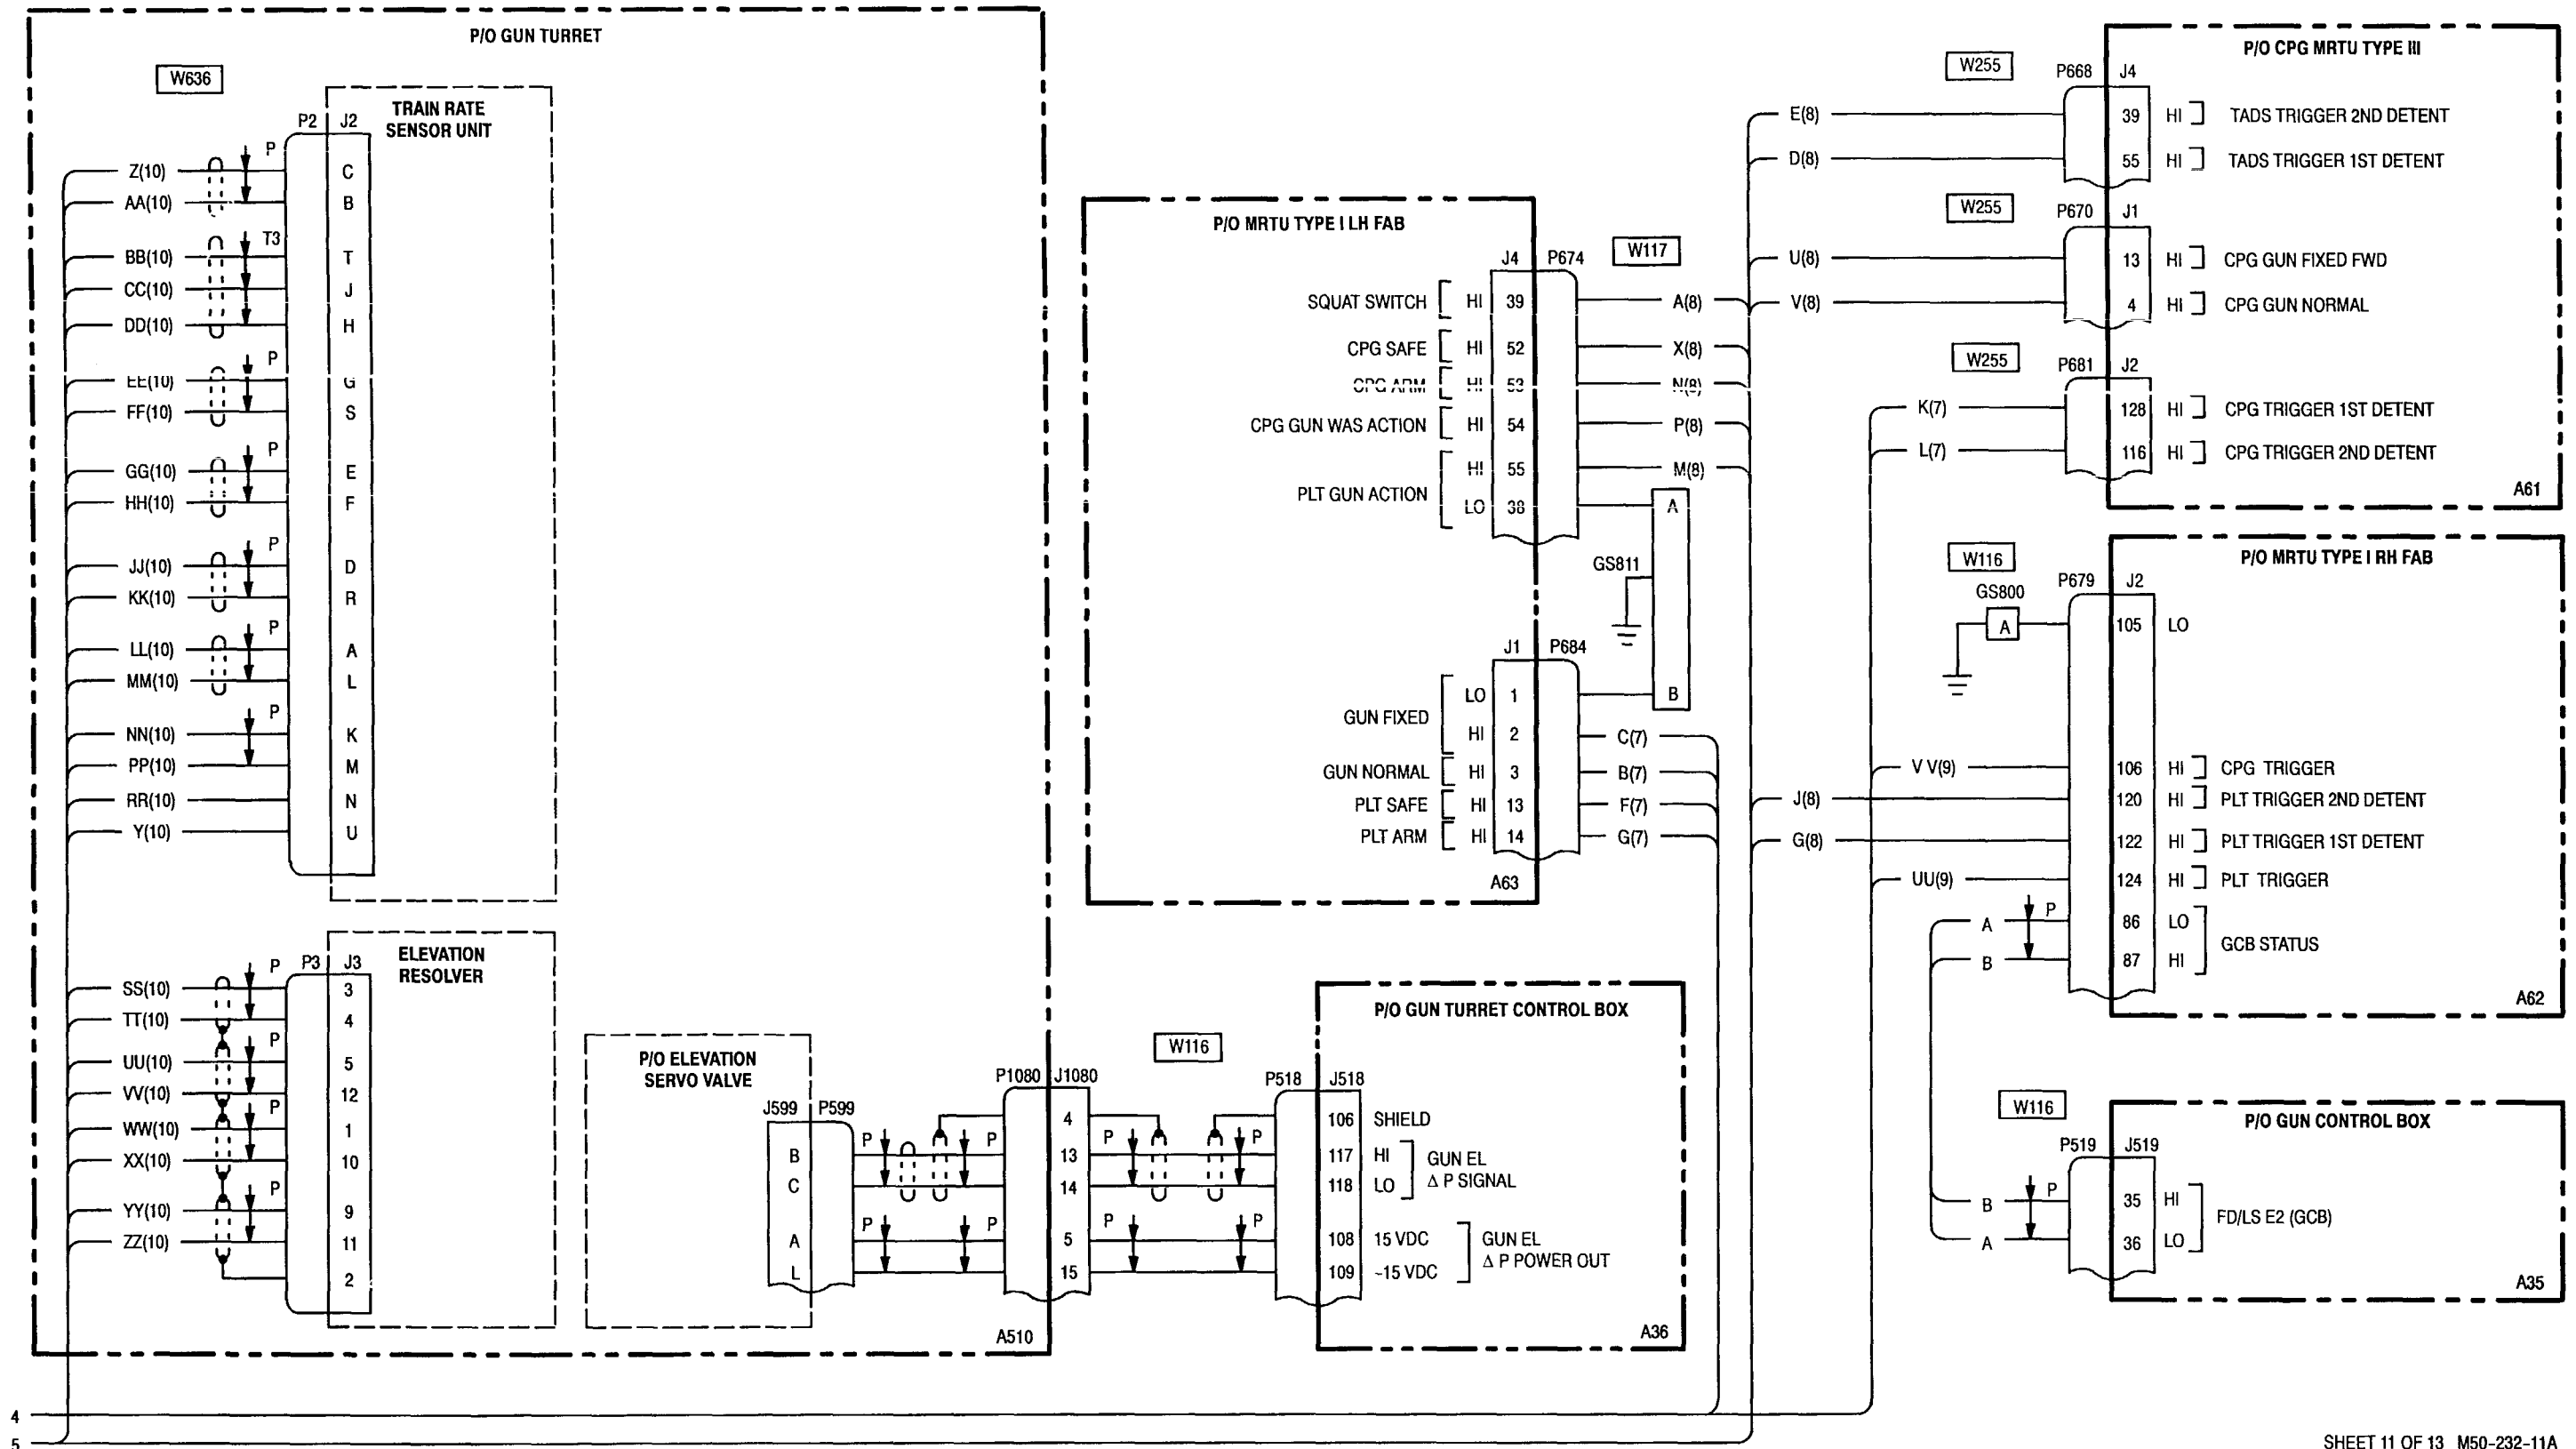 P/O GUN TURRET
W636
TRAIN RATE
SENSOR UNIT
P2 J2
P
Z(10) C
AA(10) B
T3
BB(10) T
CC(10) J
DD(10) H
P
EE(10) G
FF(10) S
P
GG(10) E
HH(10) F
P
JJ(10) D
KK(10) R
P
LL(10) A
MM(10) L
P
NN(10) K
PP(10) M
RR(10) N
Y(10) U
ELEVATION
RESOLVER
P3 J3
P
SS(10) 3
TT(10) 4
P
UU(10) 5
VV(10) 12
P
WW(10) 1
XX(10) 10
P
YY(10) 9
ZZ(10) 11
2
P/O ELEVATION
SERVO VALVE
J599 P599
B
C
A
L
P P
P P
P1080 J1080
4
13
14
5
15
A510
W116
P P
P P
P/O GUN TURRET CONTROL BOX
P518 J518
106 SHIELD
117 HI
118 LO
GUN EL
Δ P SIGNAL
108 15 VDC
109 -15 VDC
GUN EL
Δ P POWER OUT
A36
P/O MRTU TYPE I LH FAB
W117
J4 P674
SQUAT SWITCH HI 39 A(8)
CPG SAFE HI 52 X(8)
CPG ARM HI 53 N(8)
CPG GUN WAS ACTION HI 54 P(8)
HI 55 M(8)
PLT GUN ACTION
LO 38 A
GS811
J1 P684
LO 1 B
GUN FIXED
HI 2 C(7)
GUN NORMAL HI 3 B(7)
PLT SAFE HI 13 F(7)
PLT ARM HI 14 G(7)
A63
P/O CPG MRTU TYPE III
W255
P668 J4
E(8) 39 HI TADS TRIGGER 2ND DETENT
D(8) 55 HI TADS TRIGGER 1ST DETENT
W255
P670 J1
U(8) 13 HI CPG GUN FIXED FWD
V(8) 4 HI CPG GUN NORMAL
W255
P681 J2
K(7) 128 HI CPG TRIGGER 1ST DETENT
L(7) 116 HI CPG TRIGGER 2ND DETENT
A61
P/O MRTU TYPE I RH FAB
W116
P679 J2
GS800
A 105 LO
V V(9) 106 HI CPG TRIGGER
J(8) 120 HI PLT TRIGGER 2ND DETENT
G(8) 122 HI PLT TRIGGER 1ST DETENT
UU(9) 124 HI PLT TRIGGER
P
A 86 LO
GCB STATUS
B 87 HI
A62
W116
P/O GUN CONTROL BOX
P519 J519
P
B 35 HI
FD/LS E2 (GCB)
A 36 LO
A35
4
5
SHEET 11 OF 13 M50-232-11A